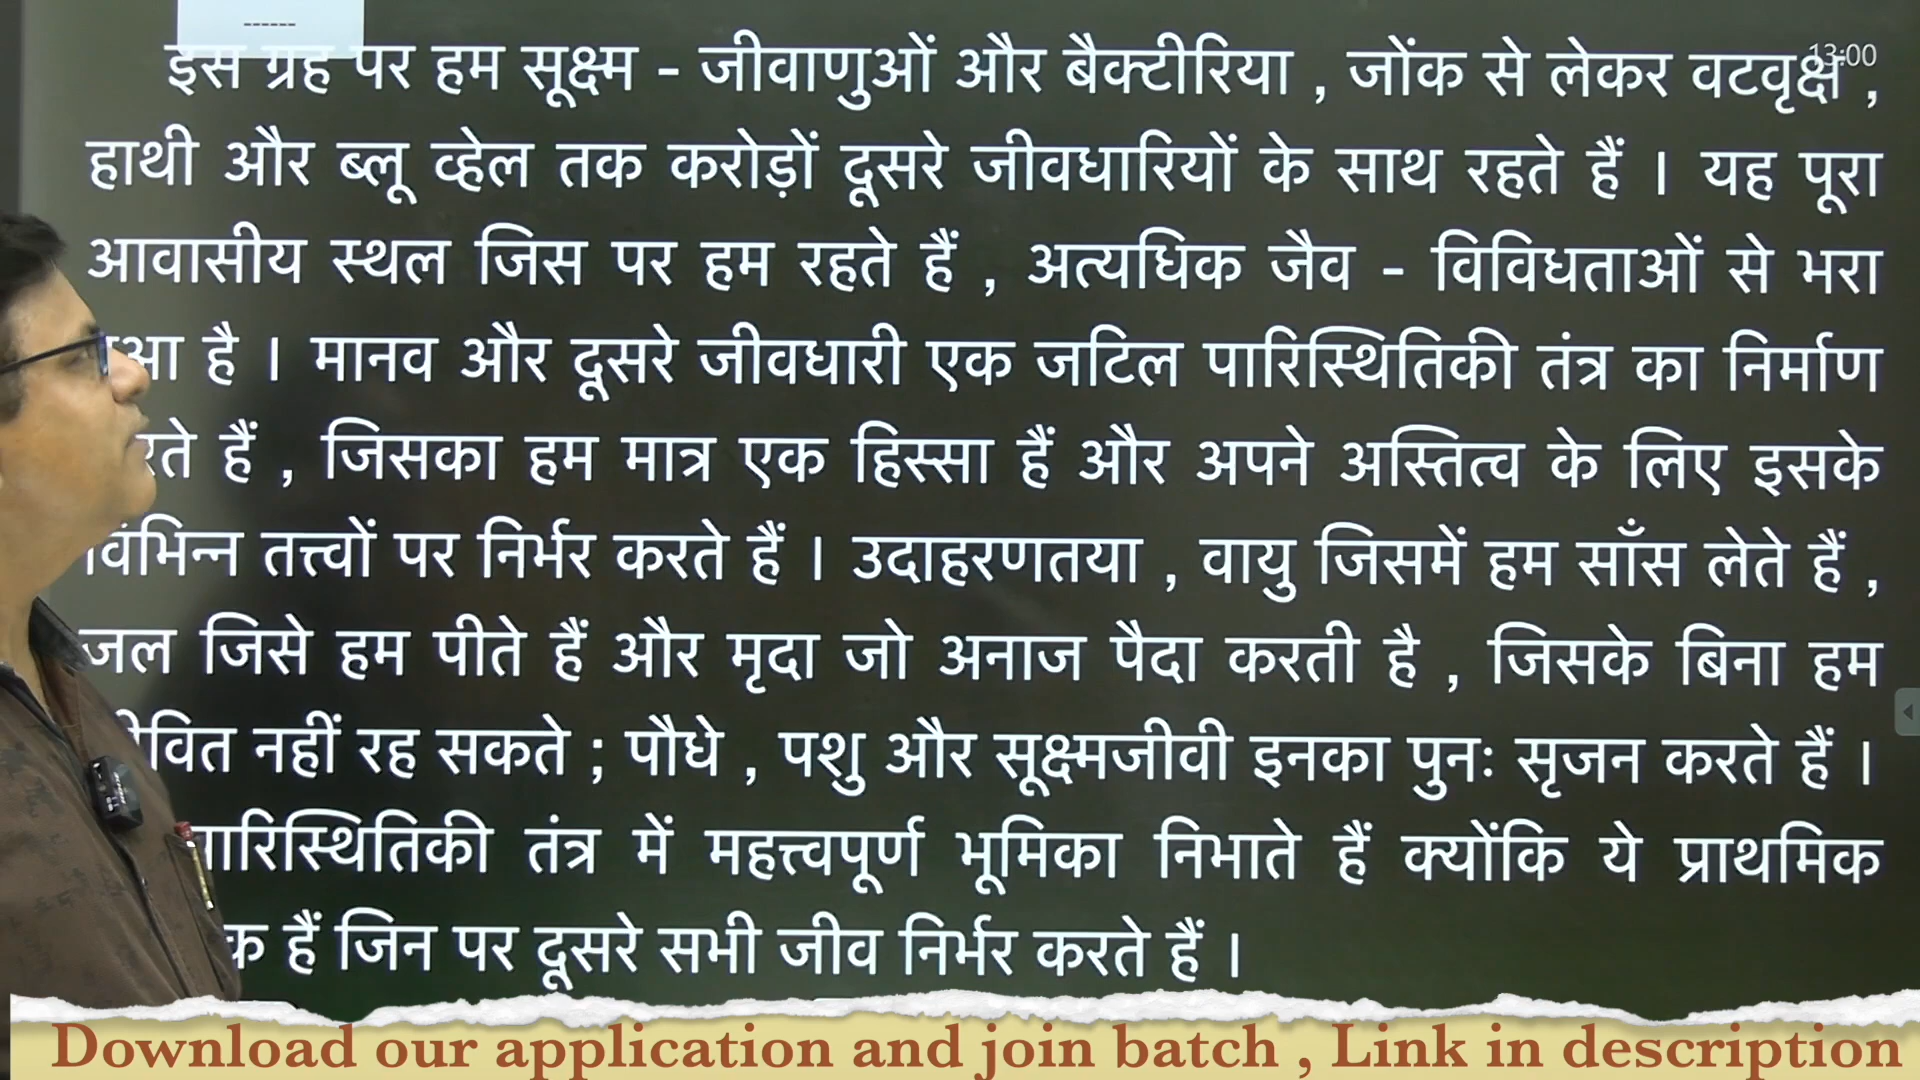 ------
13:00
इस ग्रह पर हम सूक्ष्म - जीवाणुओं और बैक्टीरिया , जोंक से लेकर वटवृक्ष ,
हाथी और ब्लू व्हेल तक करोड़ों दूसरे जीवधारियों के साथ रहते हैं । यह पूरा
आवासीय स्थल जिस पर हम रहते हैं , अत्यधिक जैव - विविधताओं से भरा
है । मानव और दूसरे जीवधारी एक जटिल पारिस्थितिकी तंत्र का निर्माण
हैं , जिसका हम मात्र एक हिस्सा हैं और अपने अस्तित्व के लिए इसके
विभिन्न तत्त्वों पर निर्भर करते हैं । उदाहरणतया , वायु जिसमें हम साँस लेते हैं ,
जल जिसे हम पीते हैं और मृदा जो अनाज पैदा करती है , जिसके बिना हम
नहीं रह सकते ; पौधे , पशु और सूक्ष्मजीवी इनका पुनः सृजन करते हैं ।
तंत्र में महत्त्वपूर्ण भूमिका निभाते हैं क्योंकि ये प्राथमिक
हैं जिन पर दूसरे सभी जीव निर्भर करते हैं ।
Download our application and join batch , Link in description